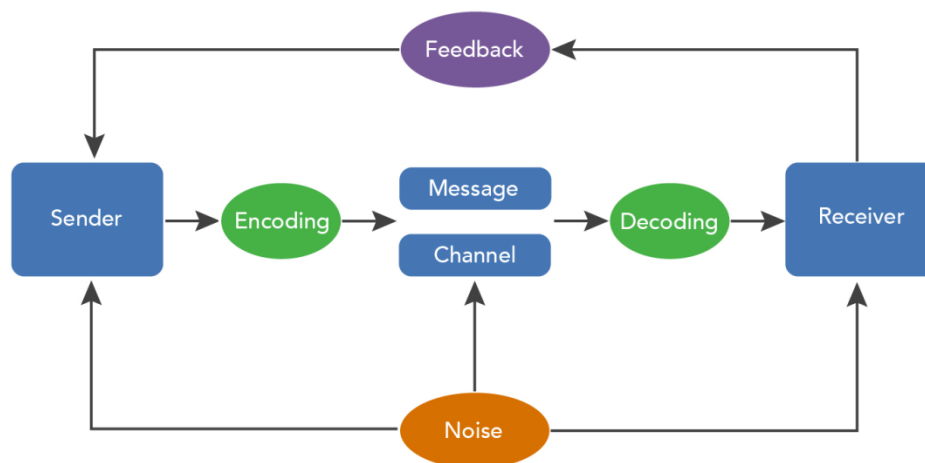 Feedback
Sender
Encoding
Message
Channel
Decoding
Receiver
Noise